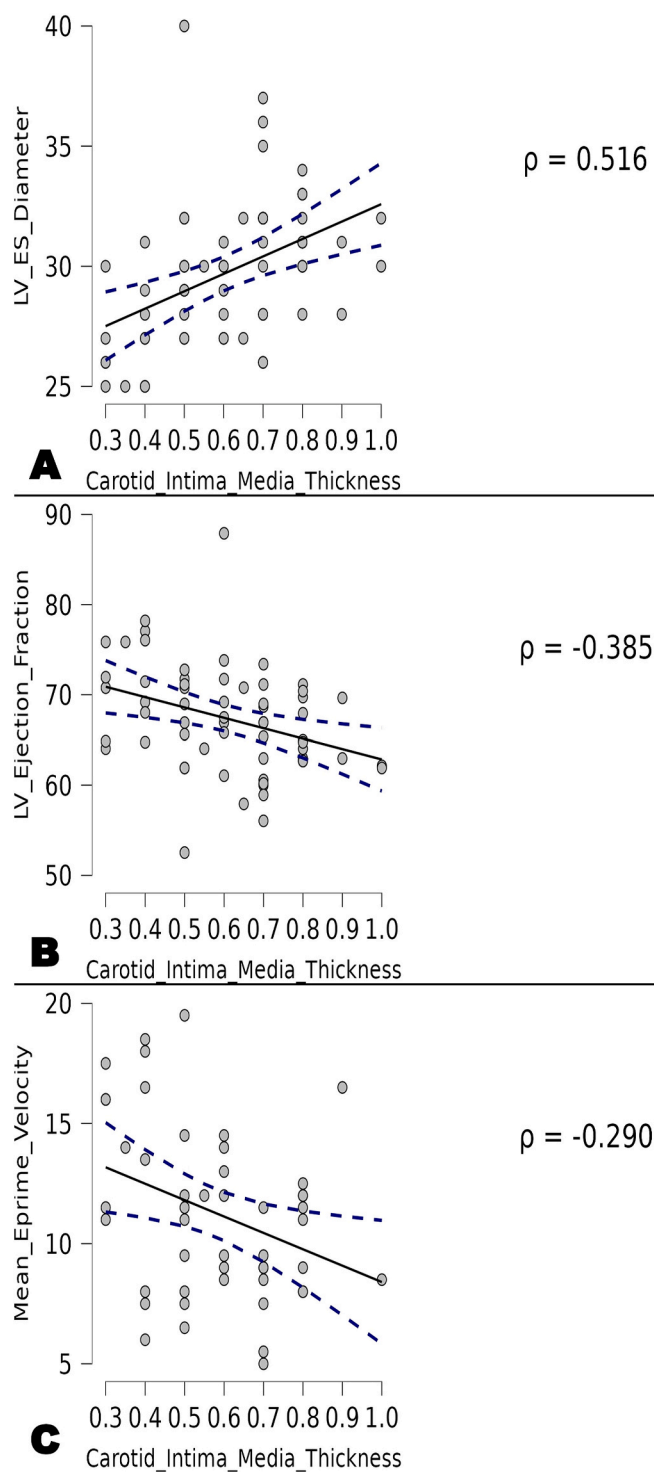 40
35
30
25
LV_ES_Diameter
ρ = 0.516
0.3 0.4 0.5 0.6 0.7 0.8 0.9 1.0
Carotid_Intima_Media_Thickness
A
90
80
70
60
50
LV_Ejection_Fraction
ρ = -0.385
0.3 0.4 0.5 0.6 0.7 0.8 0.9 1.0
Carotid_Intima_Media_Thickness
B
20
15
10
5
Mean_Eprime_Velocity
ρ = -0.290
0.3 0.4 0.5 0.6 0.7 0.8 0.9 1.0
Carotid_Intima_Media_Thickness
C